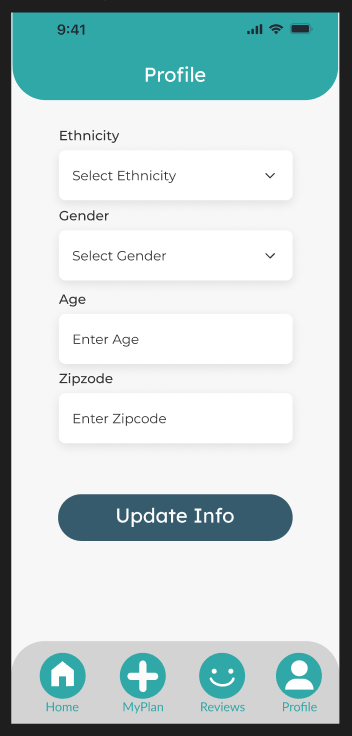 9:41
Profile
Ethnicity
Select Ethnicity
Gender
Select Gender
Age
Enter Age
Zipzode
Enter Zipcode
Update Info
Home MyPlan Reviews Profile